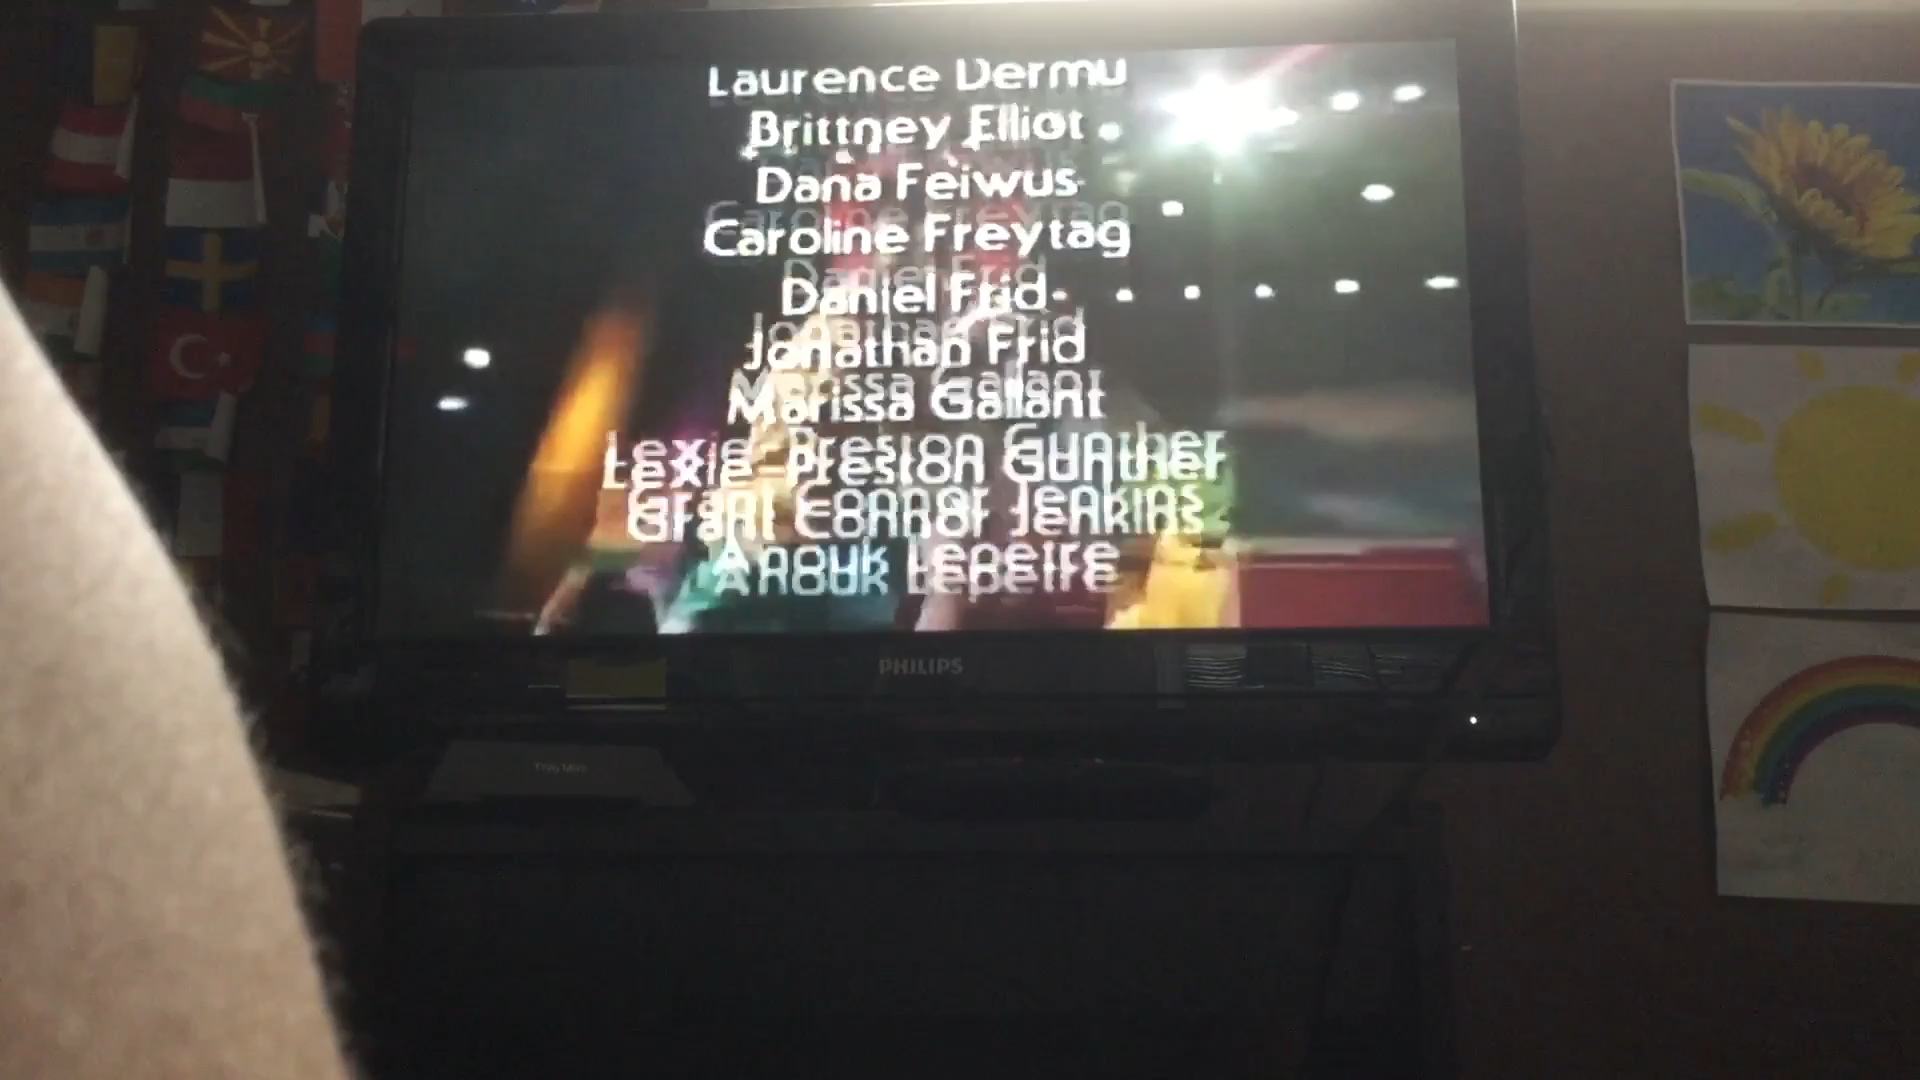 Laurence Dermu
Brittney Elliot
Dana Feiwus
Caroline Freytag
Daniel Frid
Jonathan Frid
Marissa Gallant
Lexie-Preston Gunther
Grant Connor Jenkins
Anouk Lepeire
PHILIPS